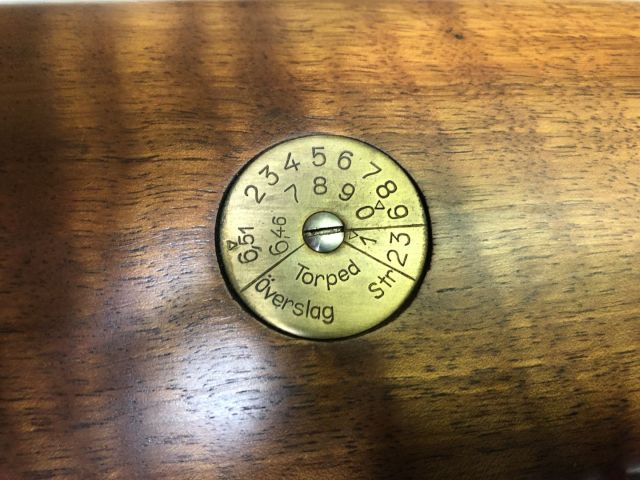 6,51 2 3 4 5 6 7 8 9
6,46 7 8 9 0 1
2 3
Torped Str
Överslag